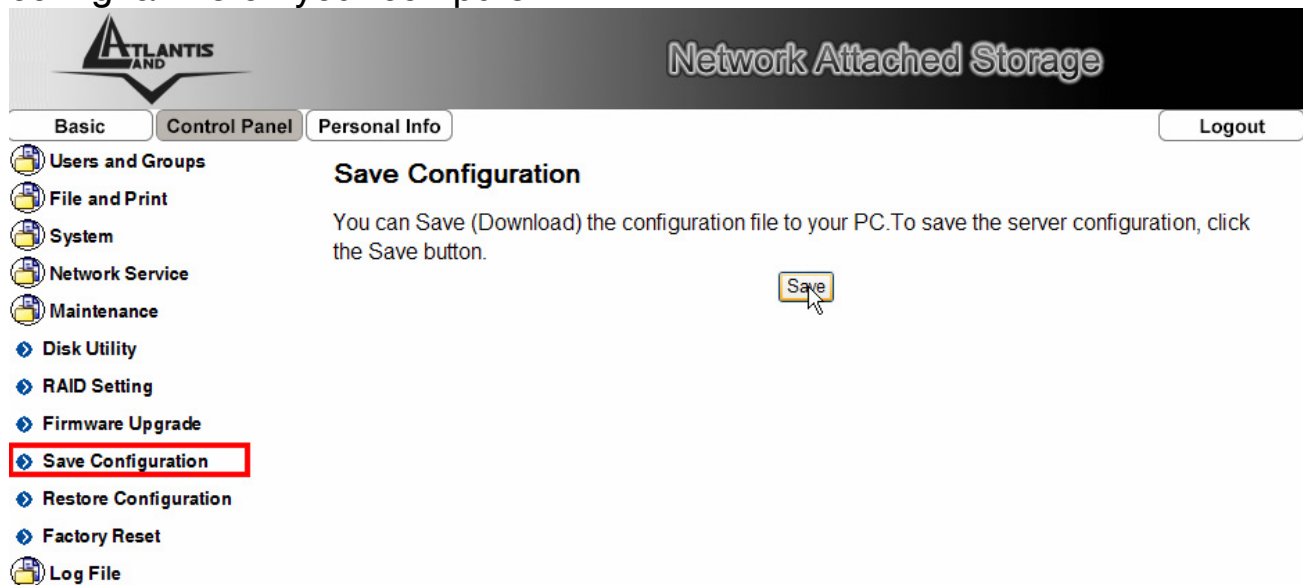 ATLANTIS
LAND
Network Attached Storage
Basic
Control Panel
Personal Info
Logout
Users and Groups
File and Print
System
Network Service
Maintenance
Disk Utility
RAID Setting
Firmware Upgrade
Save Configuration
Restore Configuration
Factory Reset
Log File
Save Configuration
You can Save (Download) the configuration file to your PC.To save the server configuration, click
the Save button.
Save